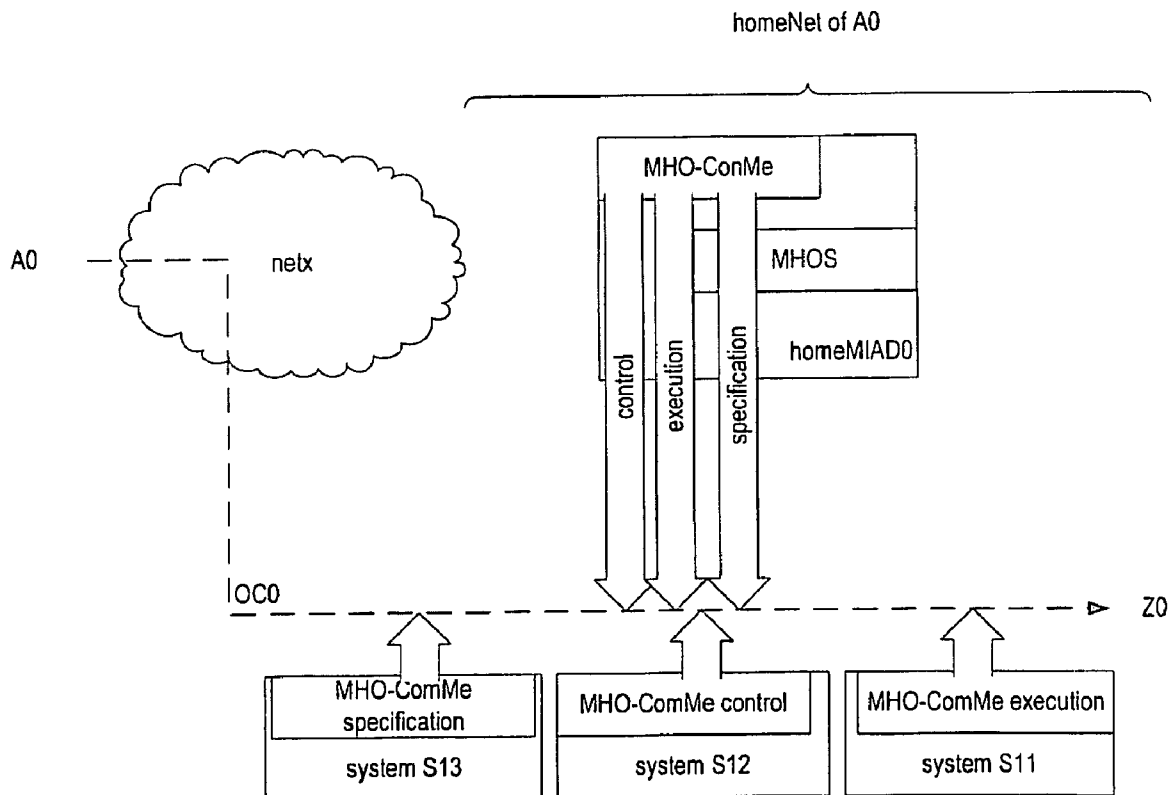 homeNet of A0
MHO-ConMe
A0
netx
MHOS
homeMIAD0
control
execution
specification
OC0
Z0
MHO-ComMe
specification
system S13
MHO-ComMe control
system S12
MHO-ComMe execution
system S11